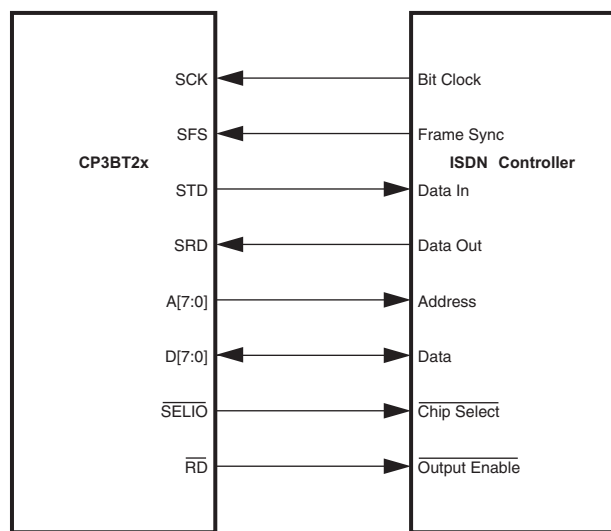 SCK Bit Clock
SFS Frame Sync
CP3BT2x ISDN Controller
STD Data In
SRD Data Out
A[7:0] Address
D[7:0] Data
SELIO Chip Select
RD Output Enable